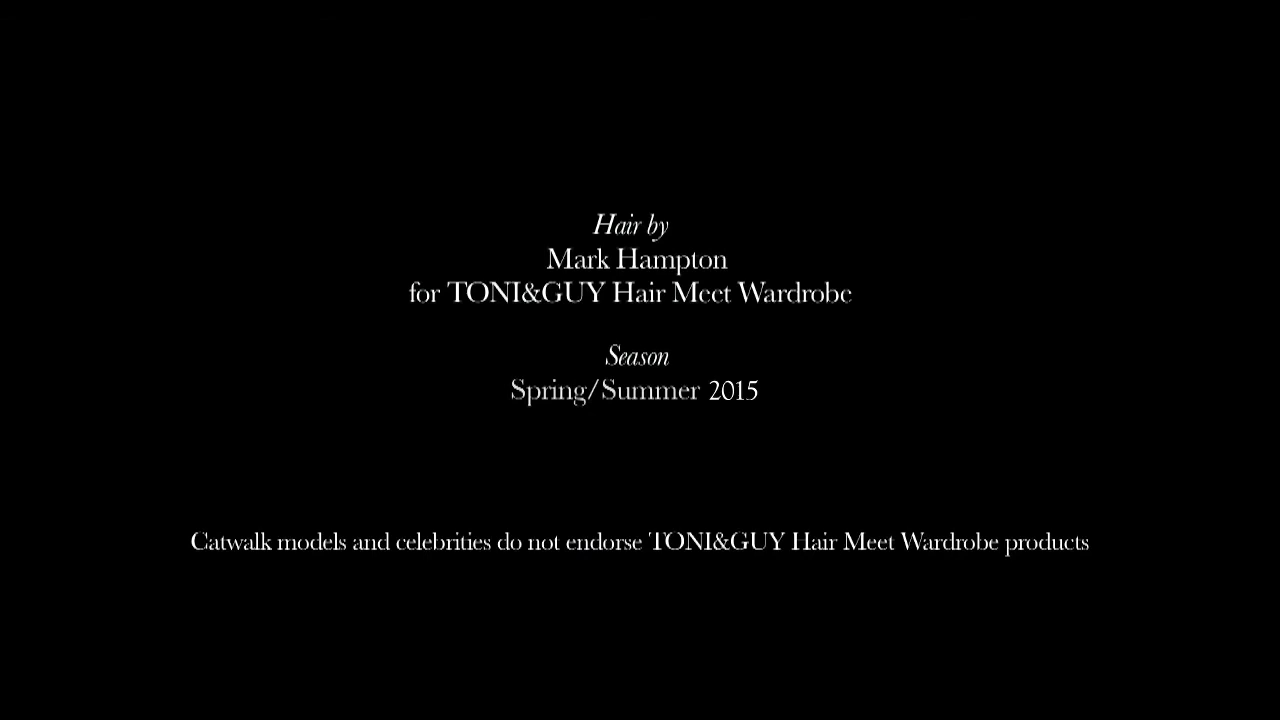 Hair by
Mark Hampton
for TONI&GUY Hair Meet Wardrobe
Season
Spring/Summer 2015
Catwalk models and celebrities do not endorse TONI&GUY Hair Meet Wardrobe products